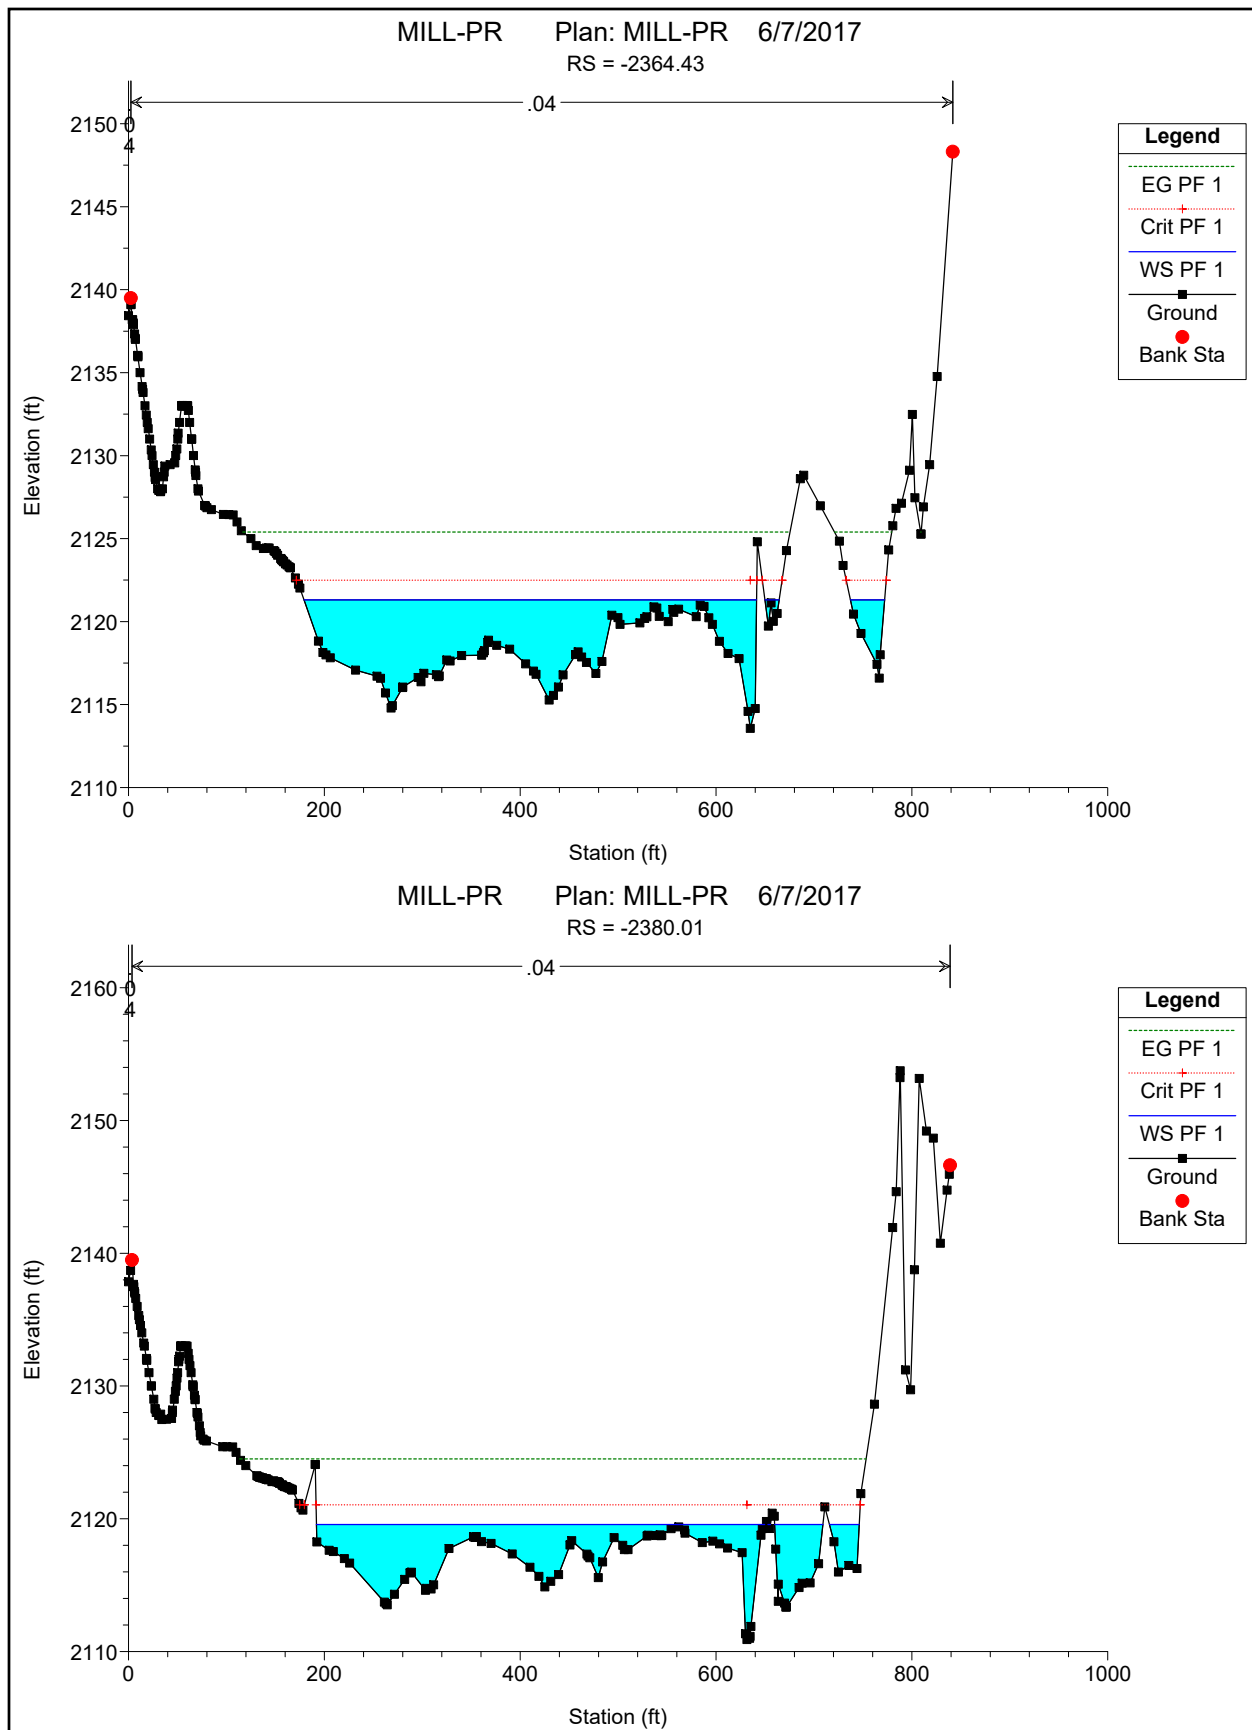 MILL-PR Plan: MILL-PR 6/7/2017
RS = -2364.43
.04
0
4
2150
2145
2140
2135
2130
2125
2120
2115
2110
Elevation (ft)
0 200 400 600 800 1000
Station (ft)
Legend
EG PF 1
Crit PF 1
WS PF 1
Ground
Bank Sta
MILL-PR Plan: MILL-PR 6/7/2017
RS = -2380.01
.04
0
4
2160
2150
2140
2130
2120
2110
Elevation (ft)
0 200 400 600 800 1000
Station (ft)
Legend
EG PF 1
Crit PF 1
WS PF 1
Ground
Bank Sta